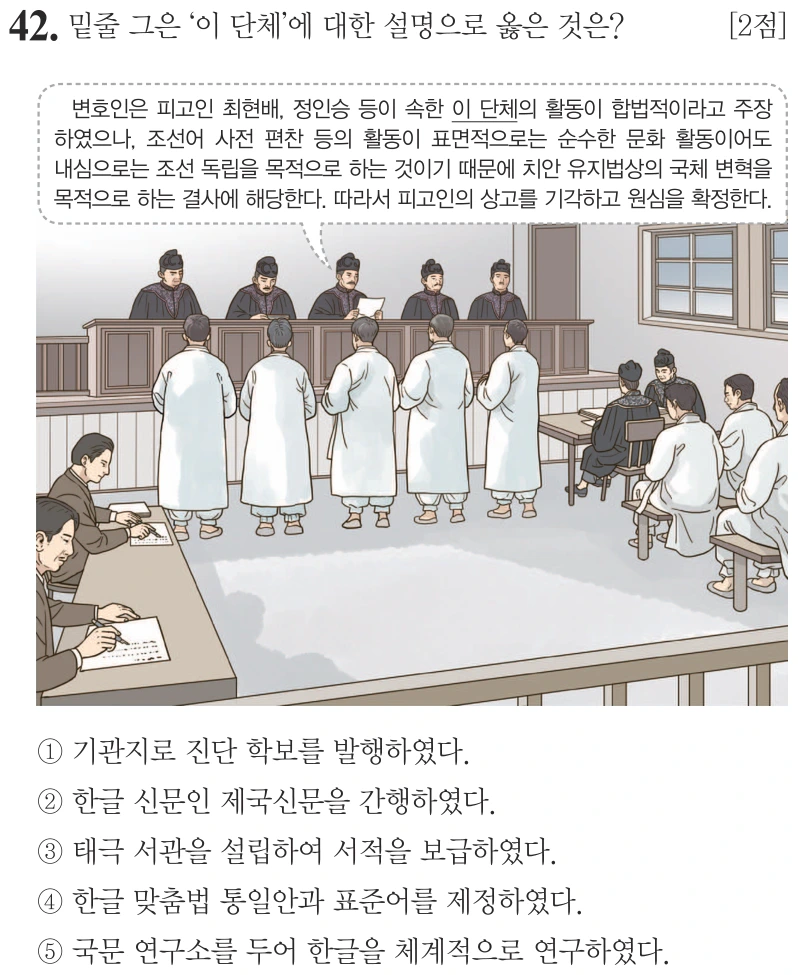 42. 밑줄 그은 ‘이 단체’에 대한 설명으로 옳은 것은? [2점]
변호인은 피고인 최현배, 정인승 등이 속한 이 단체의 활동이 합법적이라고 주장
하였으나, 조선어 사전 편찬 등의 활동이 표면적으로는 순수한 문화 활동이어도
내심으로는 조선 독립을 목적으로 하는 것이기 때문에 치안 유지법상의 국체 변혁을
목적으로 하는 결사에 해당한다. 따라서 피고인의 상고를 기각하고 원심을 확정한다.
① 기관지로 진단 학보를 발행하였다.
② 한글 신문인 제국신문을 간행하였다.
③ 태극 서관을 설립하여 서적을 보급하였다.
④ 한글 맞춤법 통일안과 표준어를 제정하였다.
⑤ 국문 연구소를 두어 한글을 체계적으로 연구하였다.